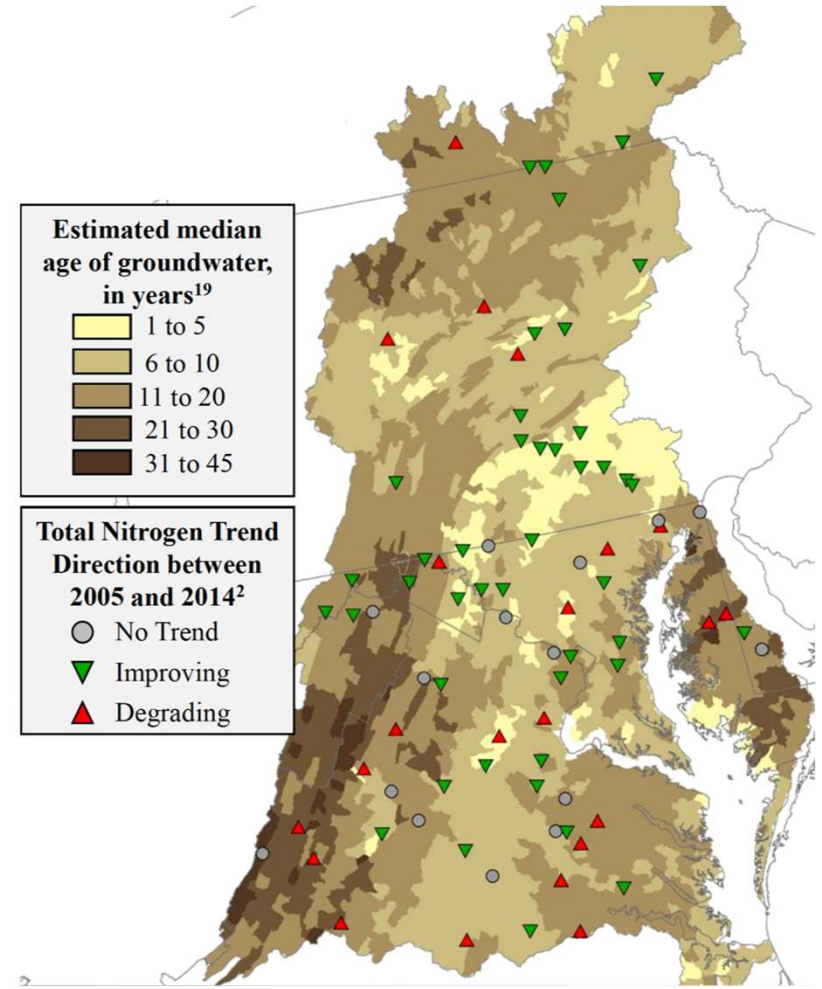 Estimated median
age of groundwater,
in years19
1 to 5
6 to 10
11 to 20
21 to 30
31 to 45
Total Nitrogen Trend
Direction between
2005 and 20142
No Trend
Improving
Degrading